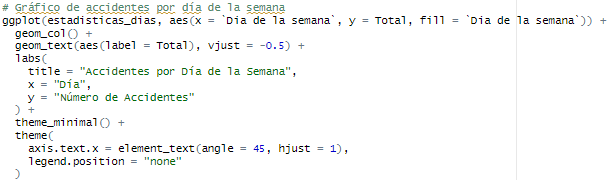 # Gráfico de accidentes por día de la semana
ggplot(estadisticas_dias, aes(x = `Dia de la semana`, y = Total, fill = `Dia de la semana`)) +
  geom_col() +
  geom_text(aes(label = Total), vjust = -0.5) +
  labs(
    title = "Accidentes por Día de la Semana",
    x = "Día",
    y = "Número de Accidentes"
  ) +
  theme_minimal() +
  theme(
    axis.text.x = element_text(angle = 45, hjust = 1),
    legend.position = "none"
  )